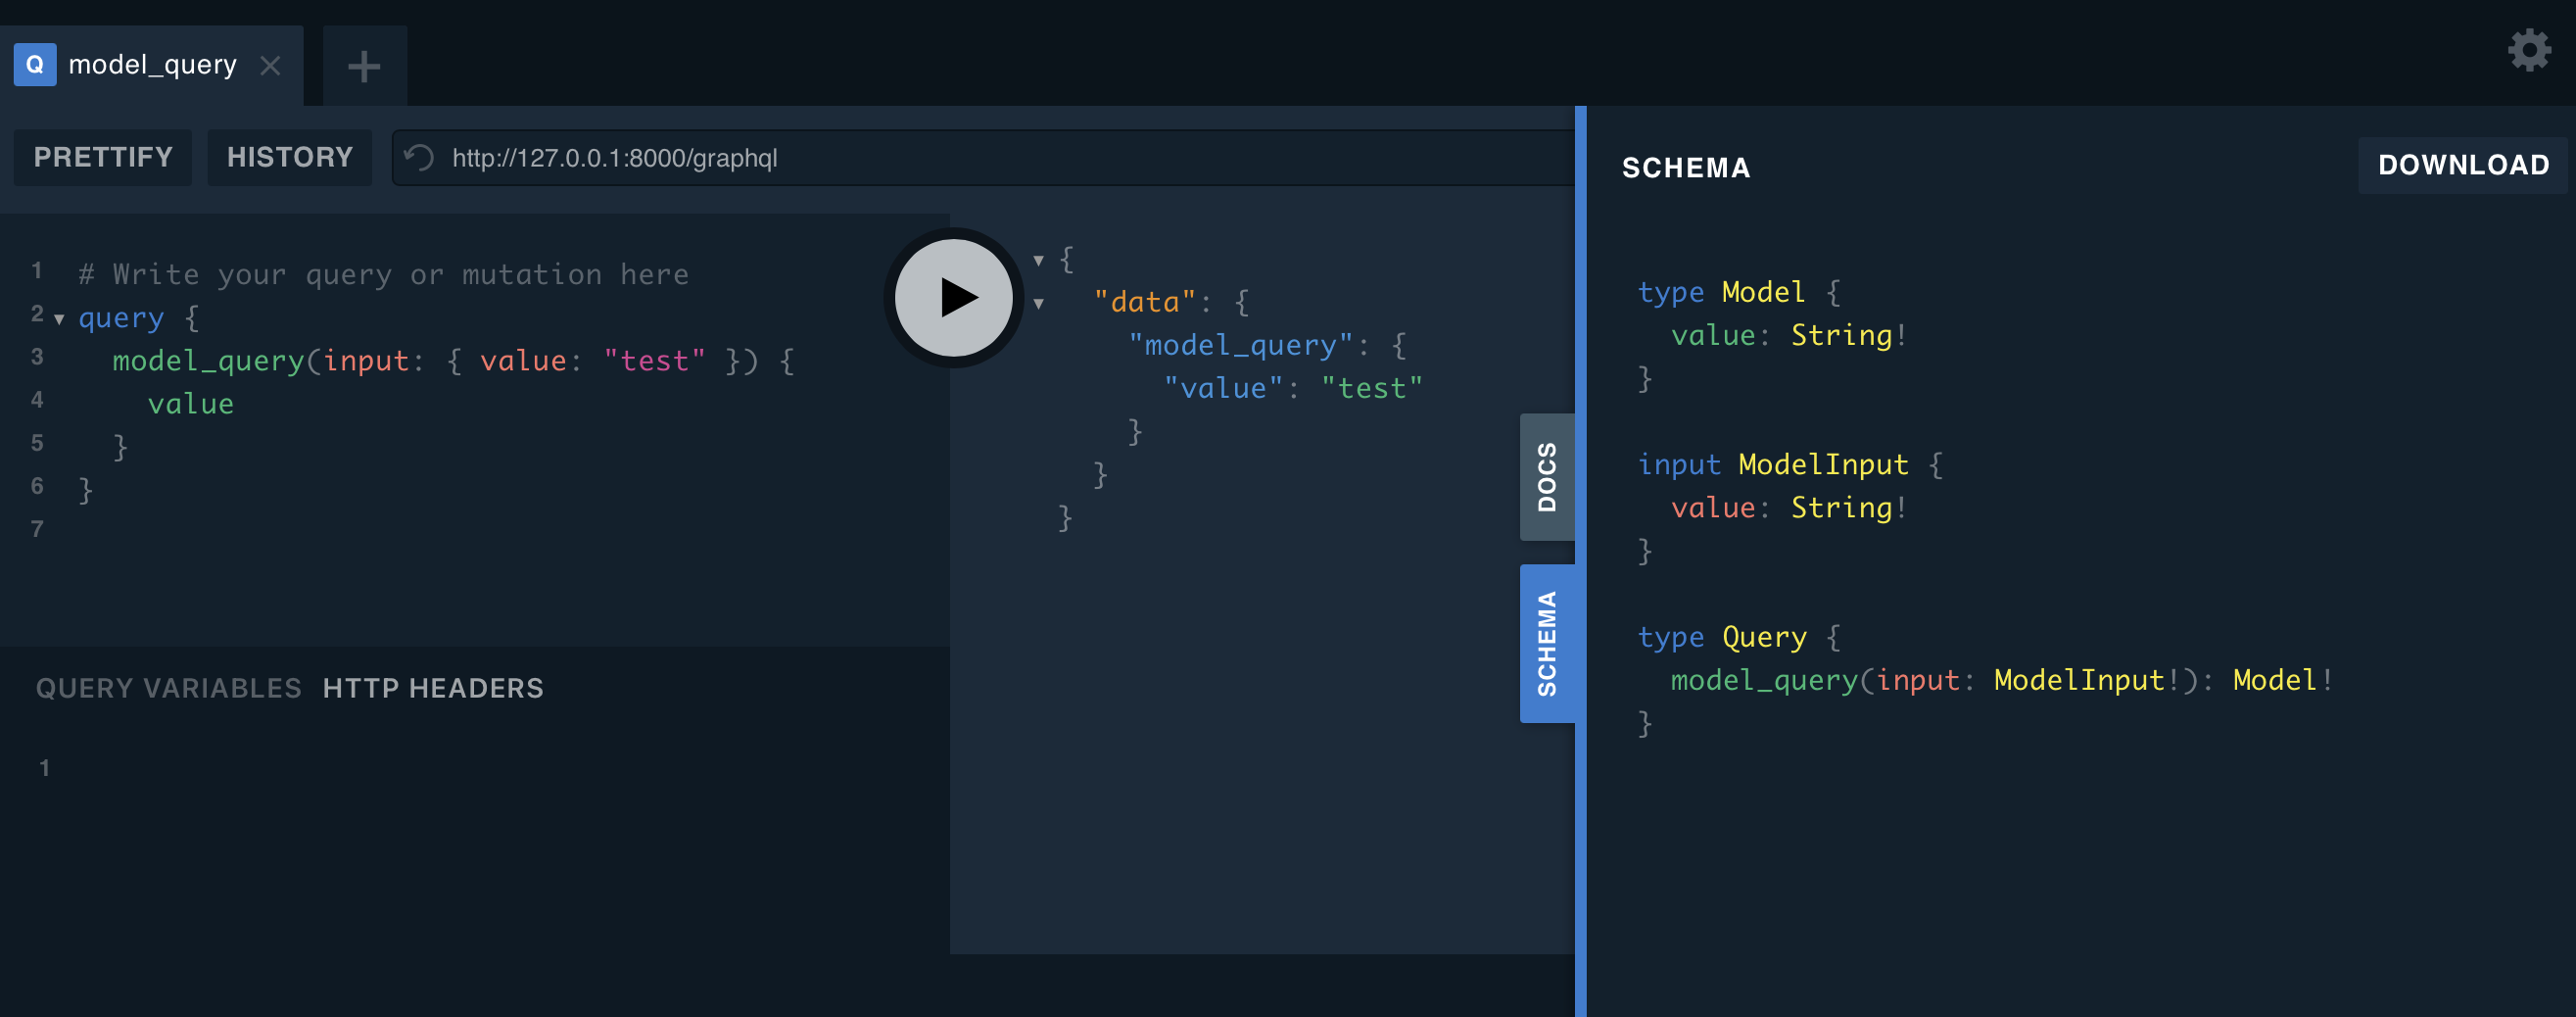 Q model_query
PRETTIFY HISTORY http://127.0.0.1:8000/graphql
1 # Write your query or mutation here
2 query {
3 model_query(input: { value: "test" }) {
4 value
5 }
6 }
7
QUERY VARIABLES HTTP HEADERS
1
{
"data": {
"model_query": {
"value": "test"
}
}
}
DOCS
SCHEMA
SCHEMA DOWNLOAD
type Model {
value: String!
}
input ModelInput {
value: String!
}
type Query {
model_query(input: ModelInput!): Model!
}